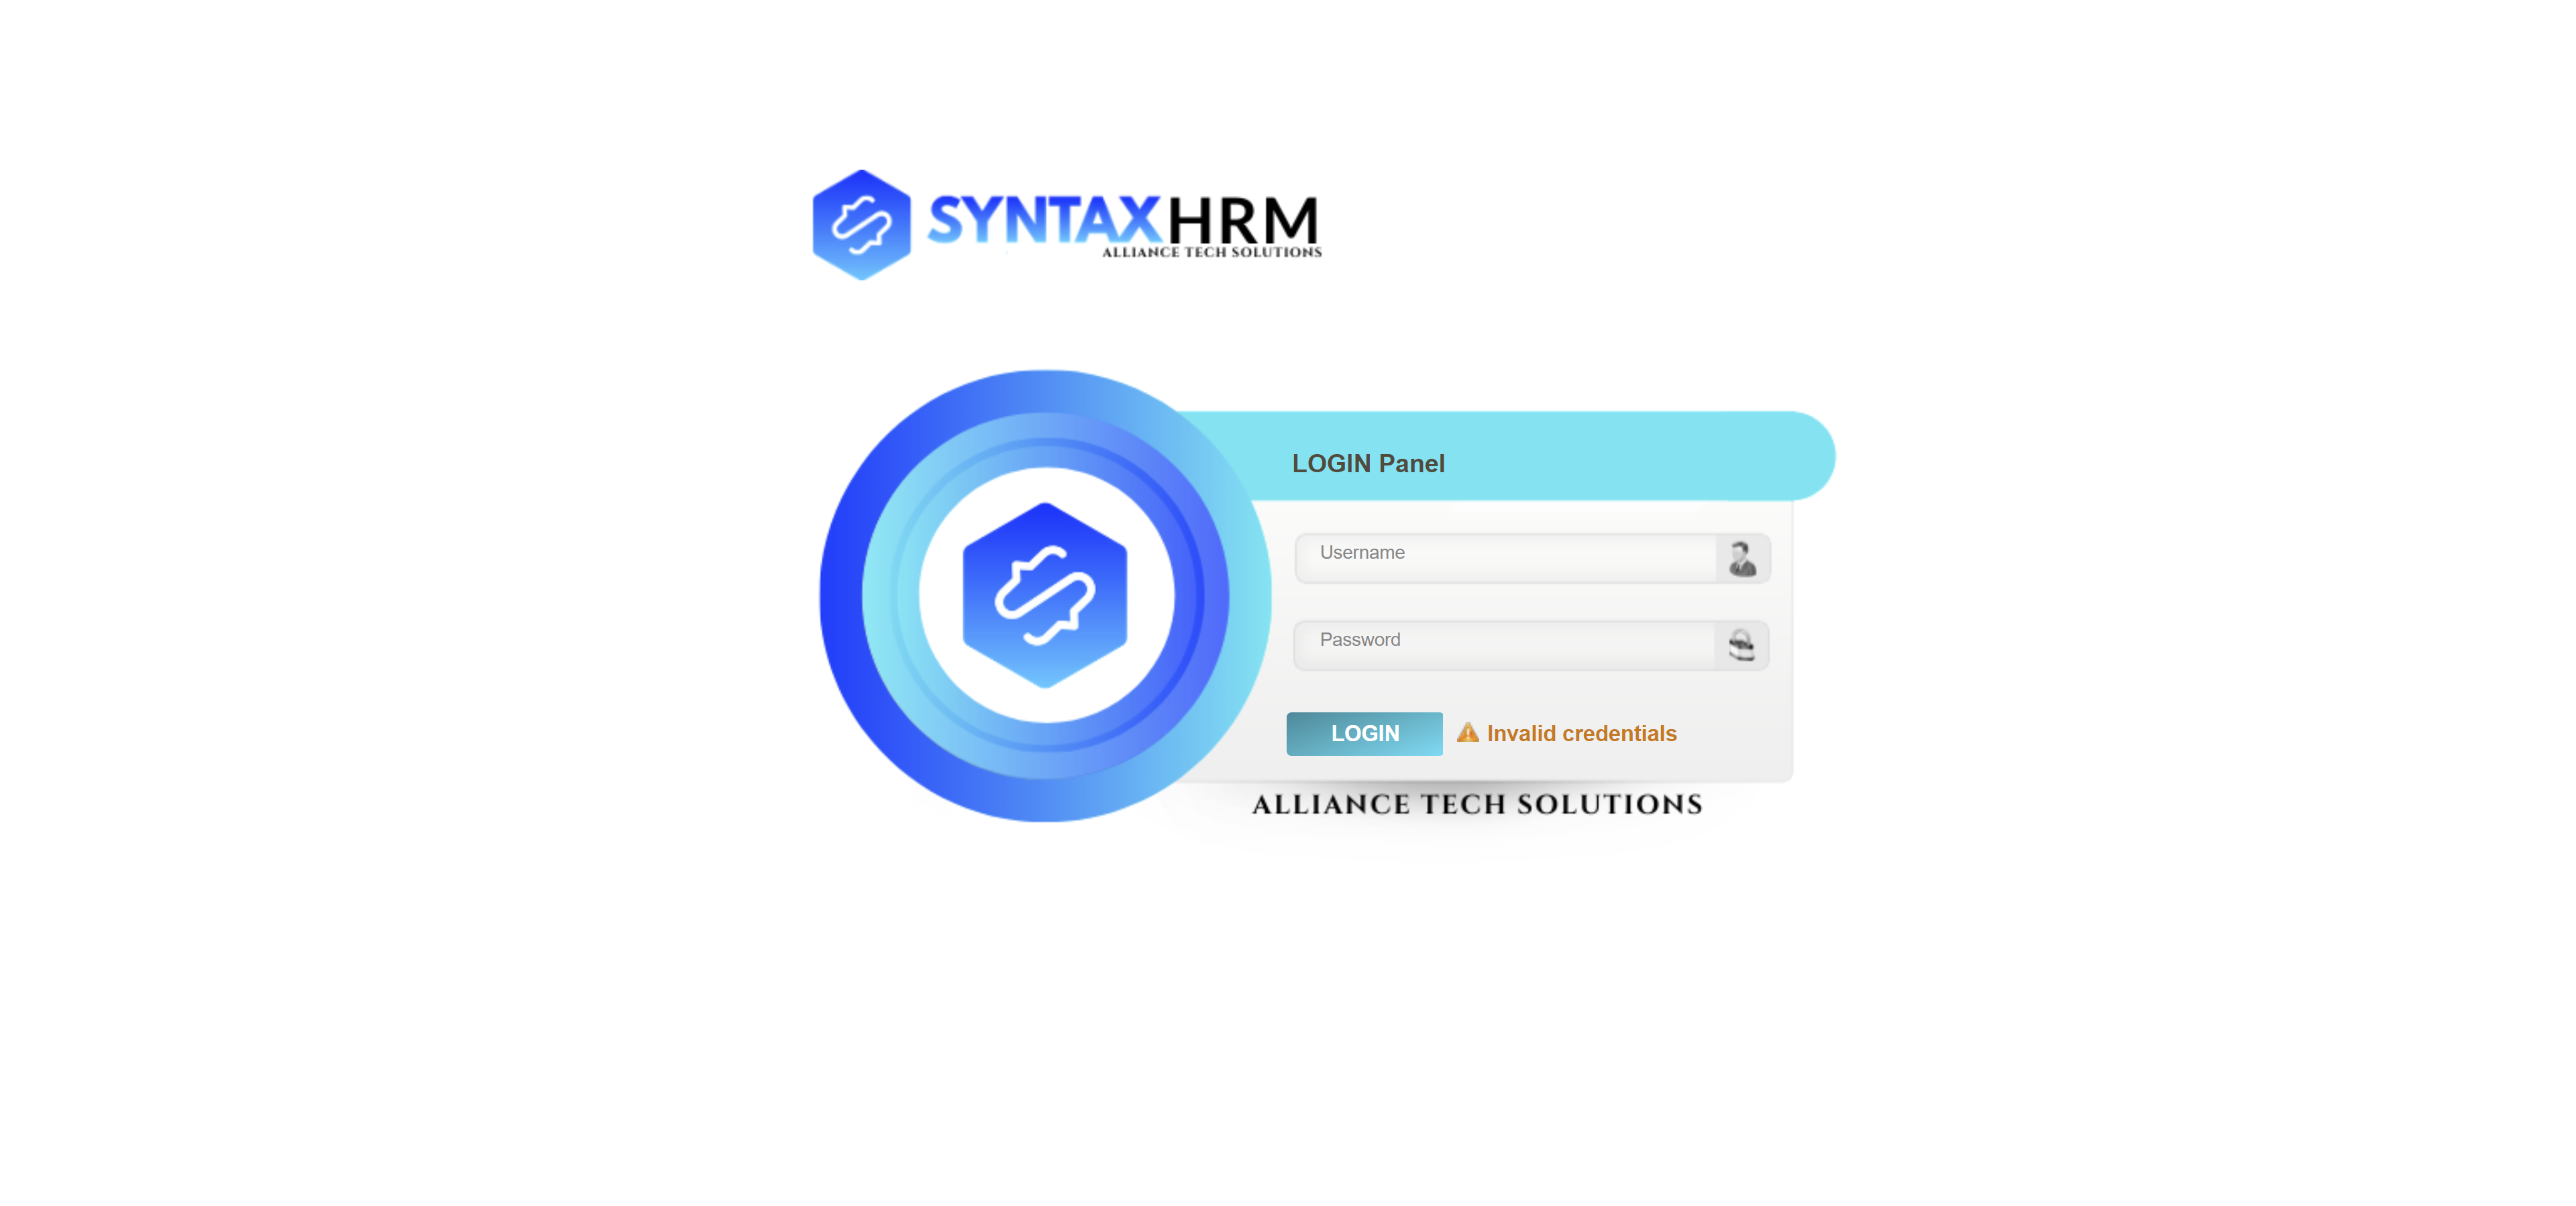 SYNTAXHRM
ALLIANCE TECH SOLUTIONS
LOGIN Panel
Username
Password
LOGIN
Invalid credentials
ALLIANCE TECH SOLUTIONS